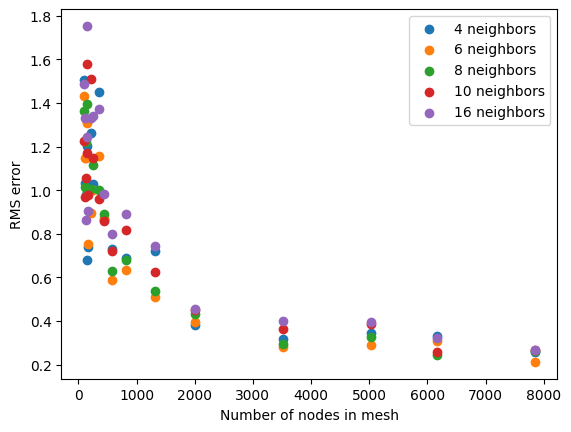 1.8
1.6
1.4
1.2
1.0
0.8
0.6
0.4
0.2
RMS error
4 neighbors
6 neighbors
8 neighbors
10 neighbors
16 neighbors
0 1000 2000 3000 4000 5000 6000 7000 8000
Number of nodes in mesh